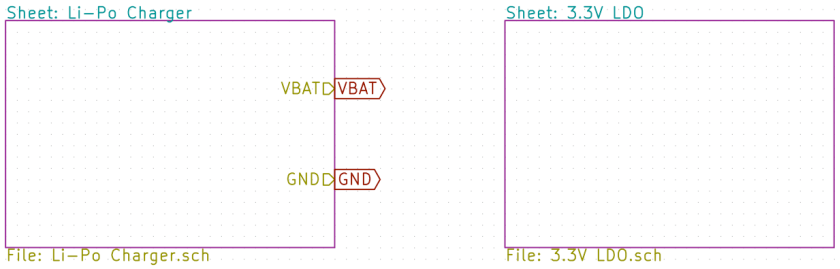 Sheet: Li-Po Charger
Sheet: 3.3V LDO
VBAT VBAT
GND GND
File: Li-Po Charger.sch
File: 3.3V LDO.sch